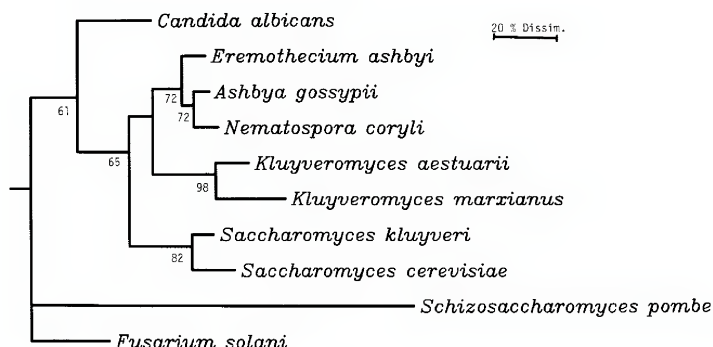 Candida albicans
20 % Dissim.
Eremothecium ashbyi
Ashbya gossypii
72
72
Nematospora coryli
61
65
Kluyveromyces aestuarii
98
Kluyveromyces marxianus
Saccharomyces kluyveri
82
Saccharomyces cerevisiae
Schizosaccharomyces pombe
Fusarium solani